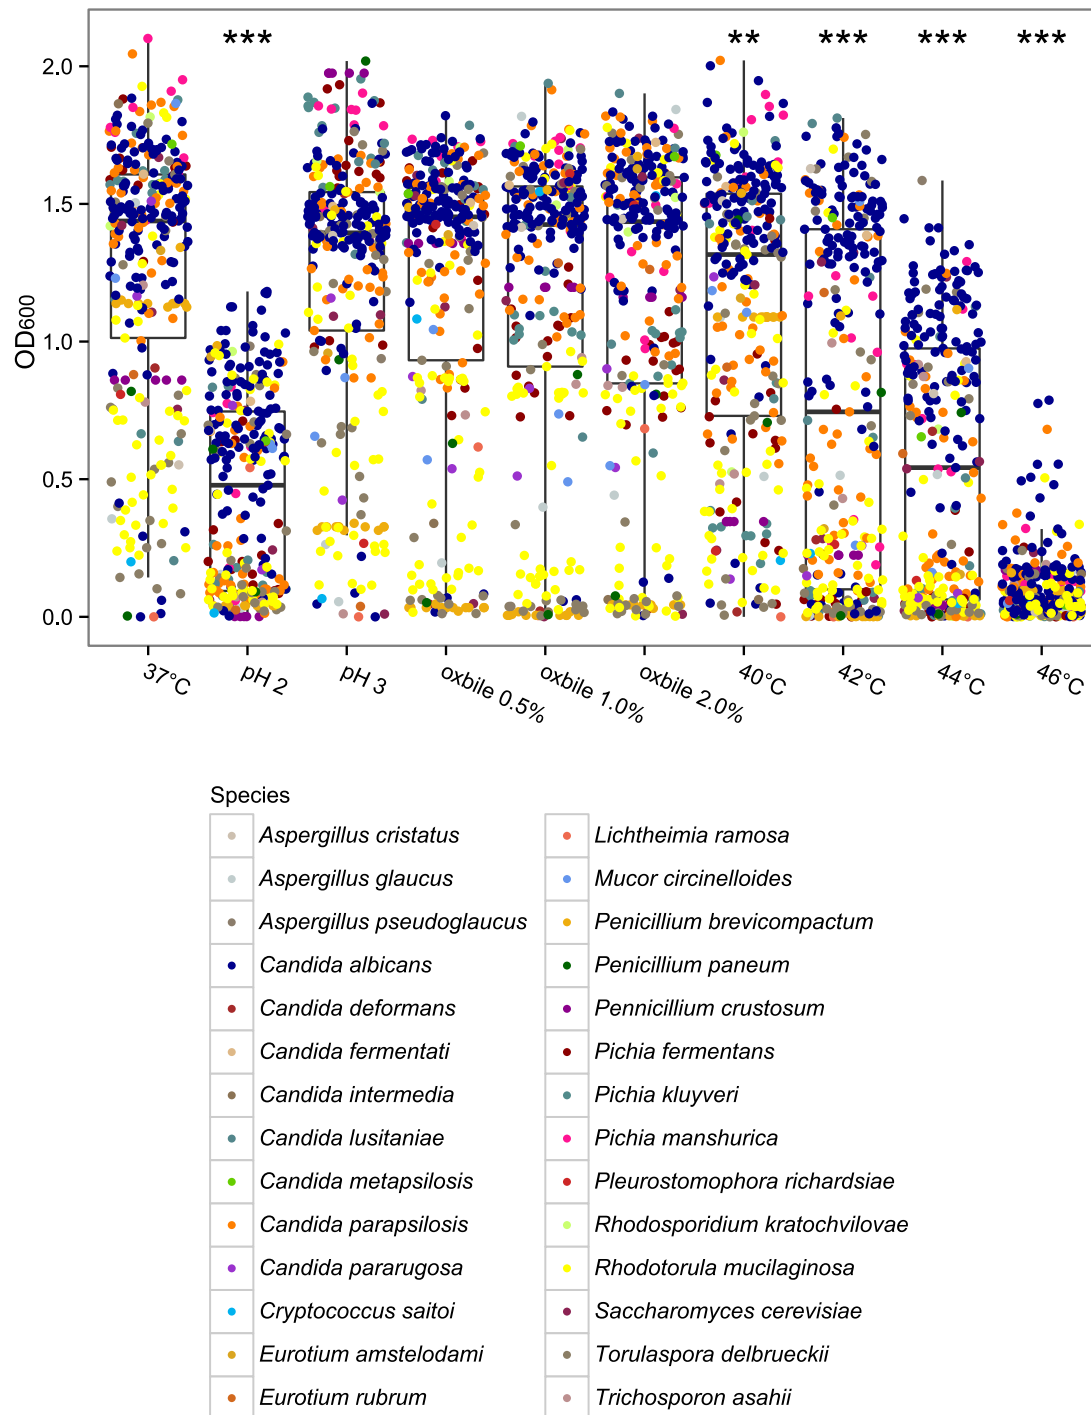 *** ** *** *** ***
2.0
1.5
1.0
0.5
0.0
OD600
37°C pH 2 pH 3 oxbile 0.5% oxbile 1.0% oxbile 2.0% 40°C 42°C 44°C 46°C
Species
Aspergillus cristatus
Aspergillus glaucus
Aspergillus pseudoglaucus
Candida albicans
Candida deformans
Candida fermentati
Candida intermedia
Candida lusitaniae
Candida metapsilosis
Candida parapsilosis
Candida pararugosa
Cryptococcus saitoi
Eurotium amstelodami
Eurotium rubrum
Lichtheimia ramosa
Mucor circinelloides
Penicillium brevicompactum
Penicillium paneum
Pennicillium crustosum
Pichia fermentans
Pichia kluyveri
Pichia manshurica
Pleurostomophora richardsiae
Rhodosporidium kratochvilovae
Rhodotorula mucilaginosa
Saccharomyces cerevisiae
Torulaspora delbrueckii
Trichosporon asahii